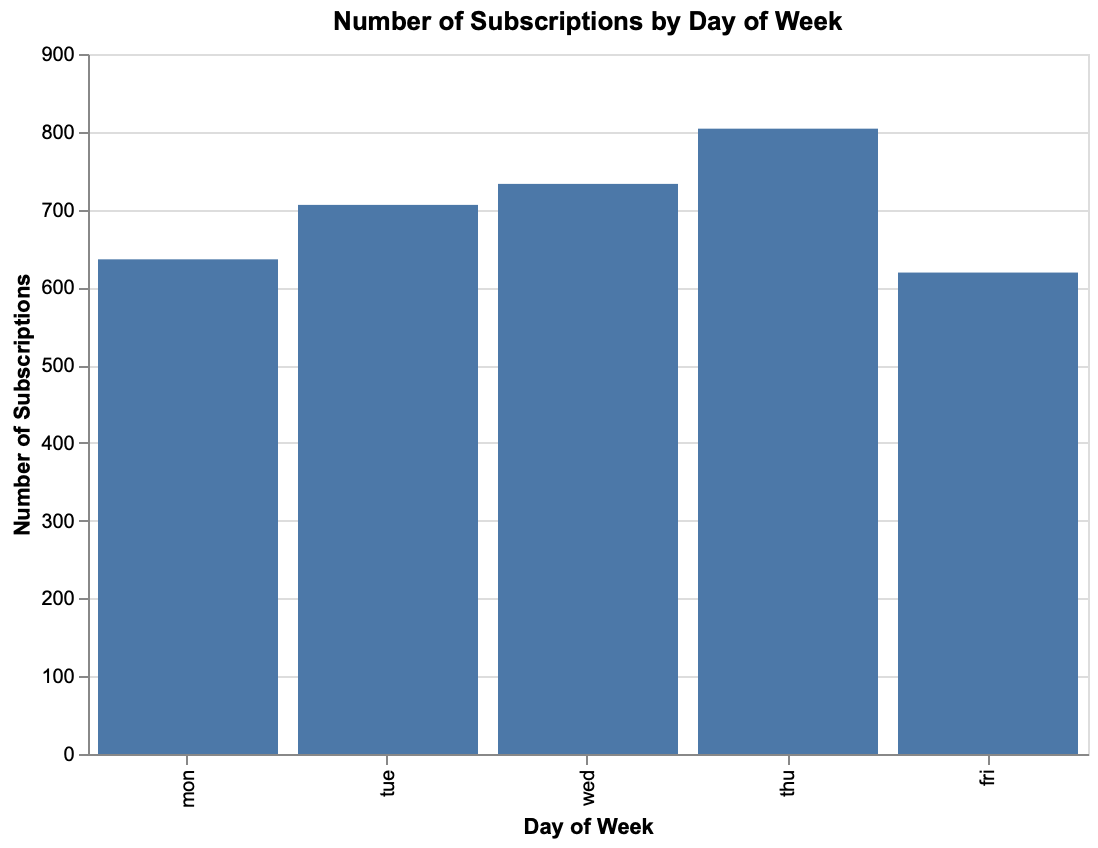 Number of Subscriptions by Day of Week
900
800
700
600
500
400
300
200
100
0
Number of Subscriptions
mon
tue
wed
thu
fri
Day of Week